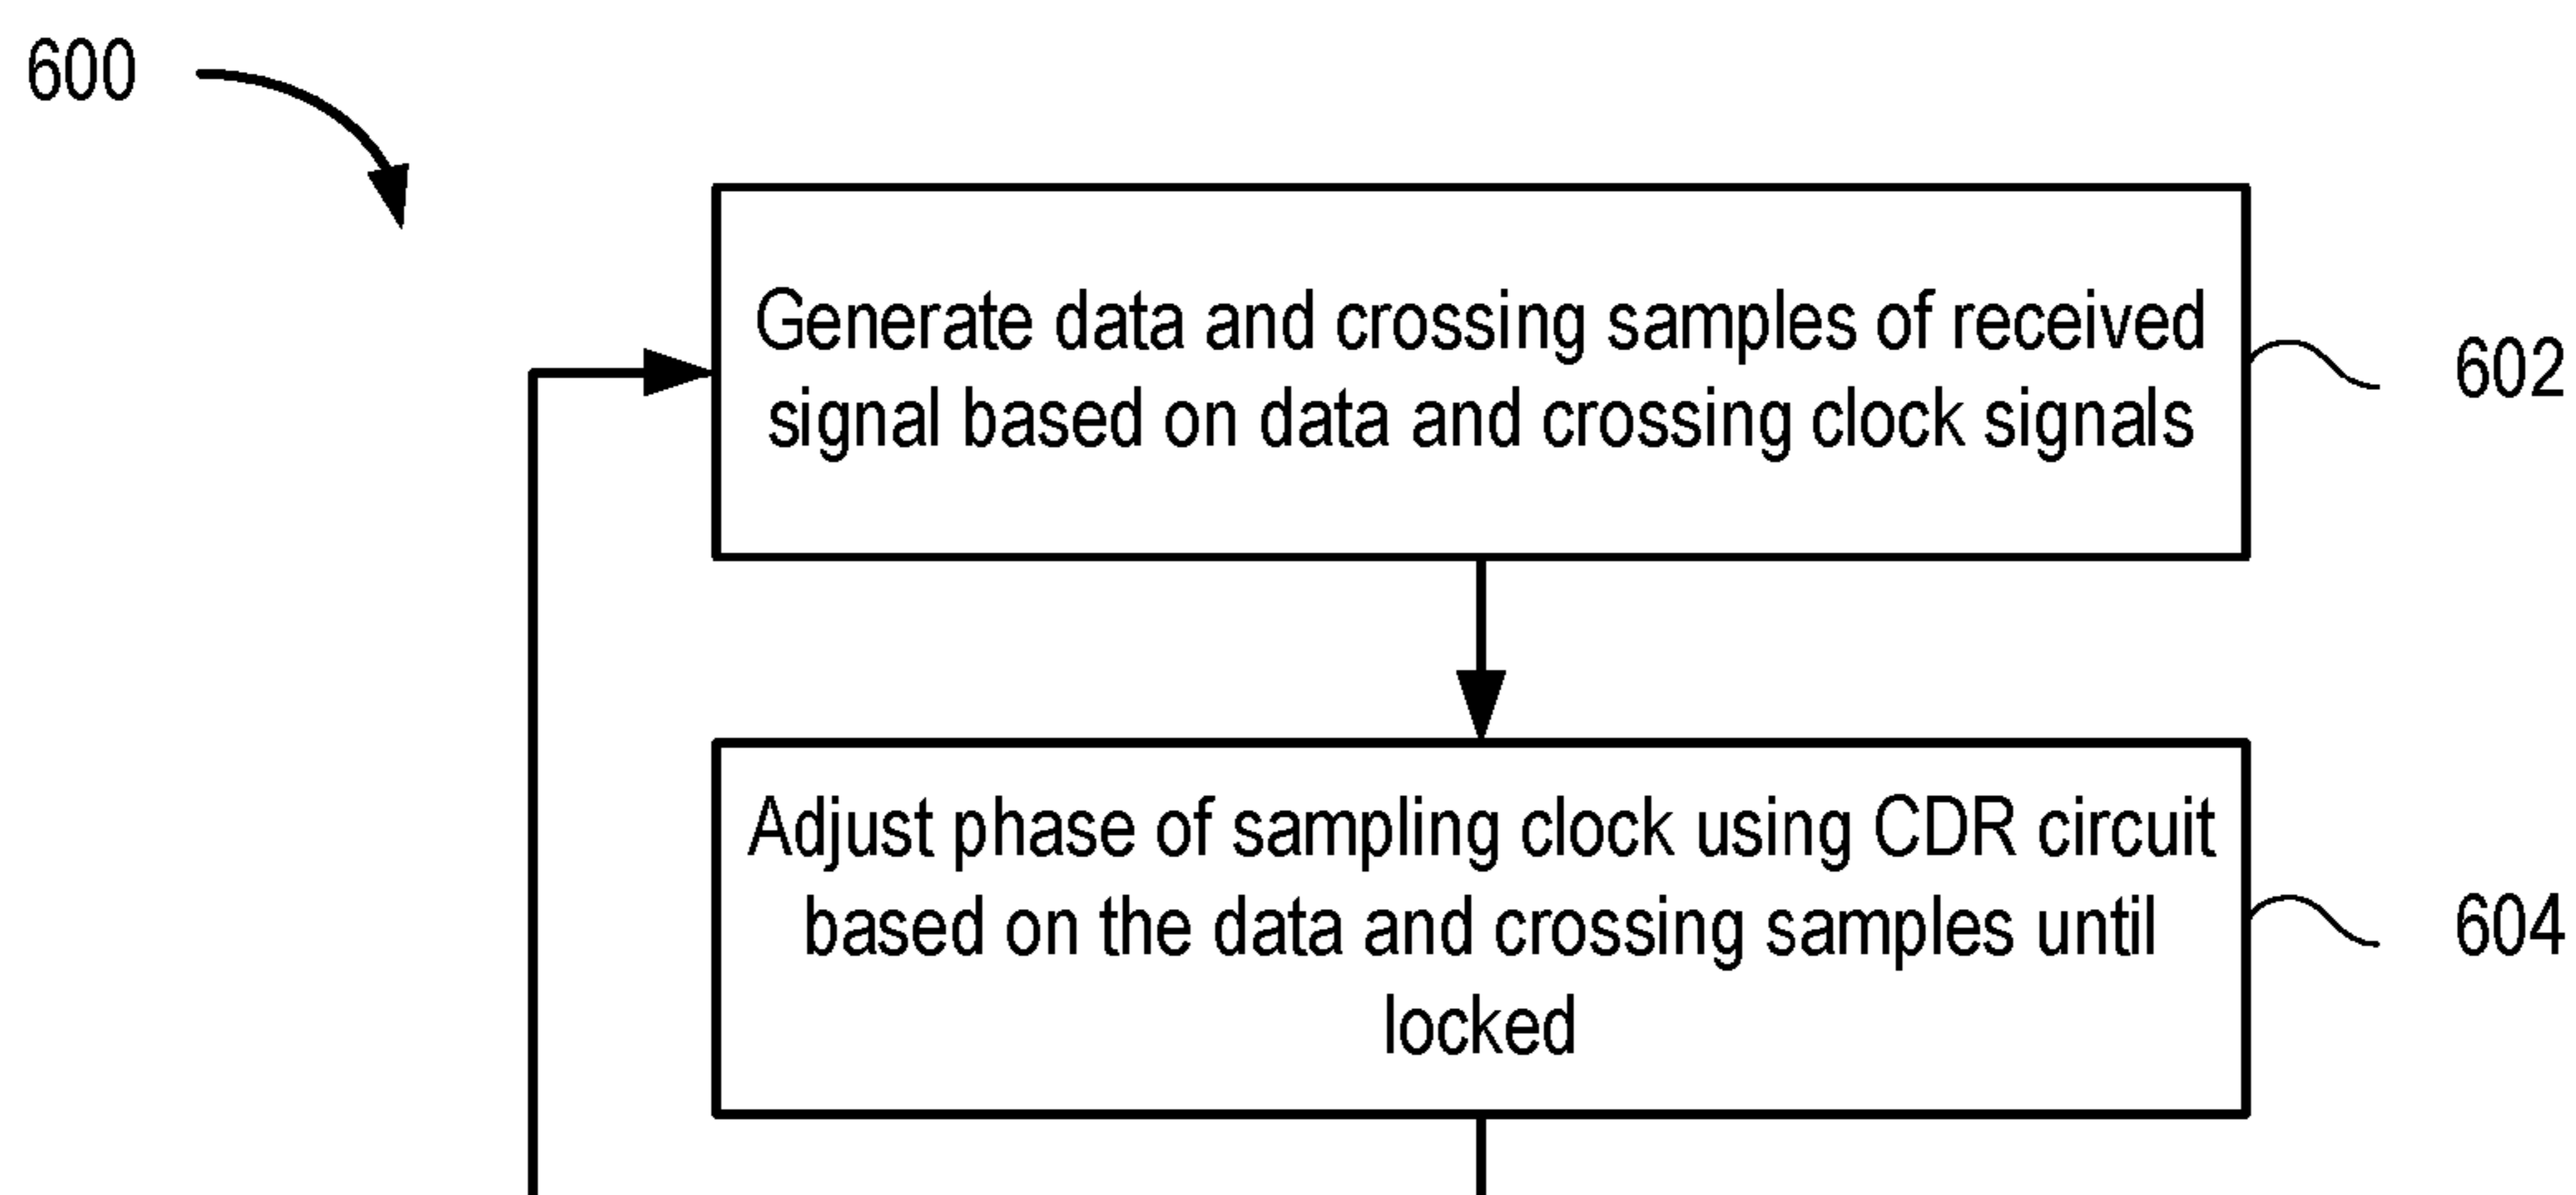 600
Generate data and crossing samples of received
signal based on data and crossing clock signals
602
Adjust phase of sampling clock using CDR circuit
based on the data and crossing samples until
locked
604